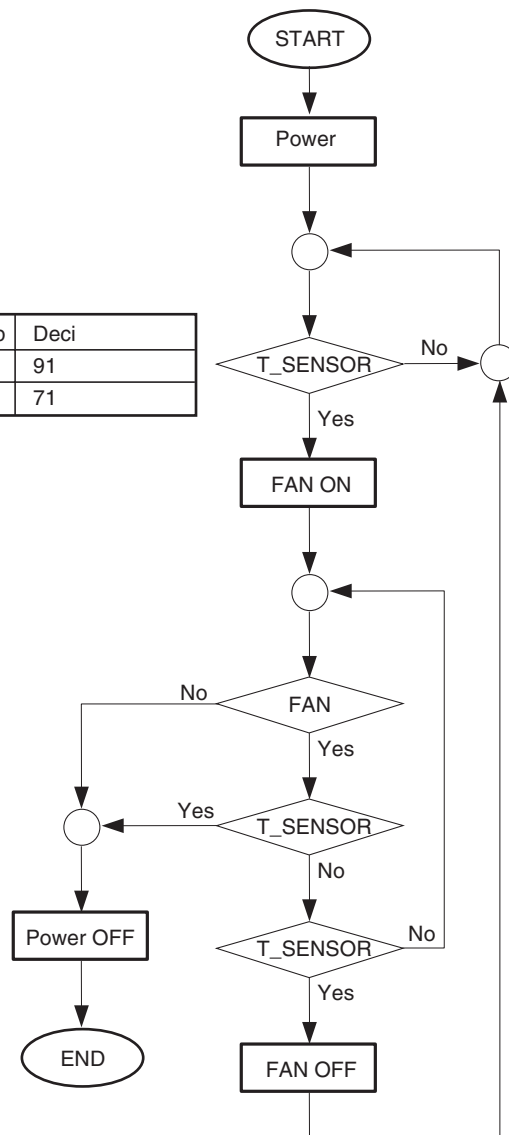 START
Power
Deci
91
71
T_SENSOR
No
Yes
FAN ON
No
FAN
Yes
Yes
T_SENSOR
No
Power OFF
T_SENSOR
No
Yes
END
FAN OFF